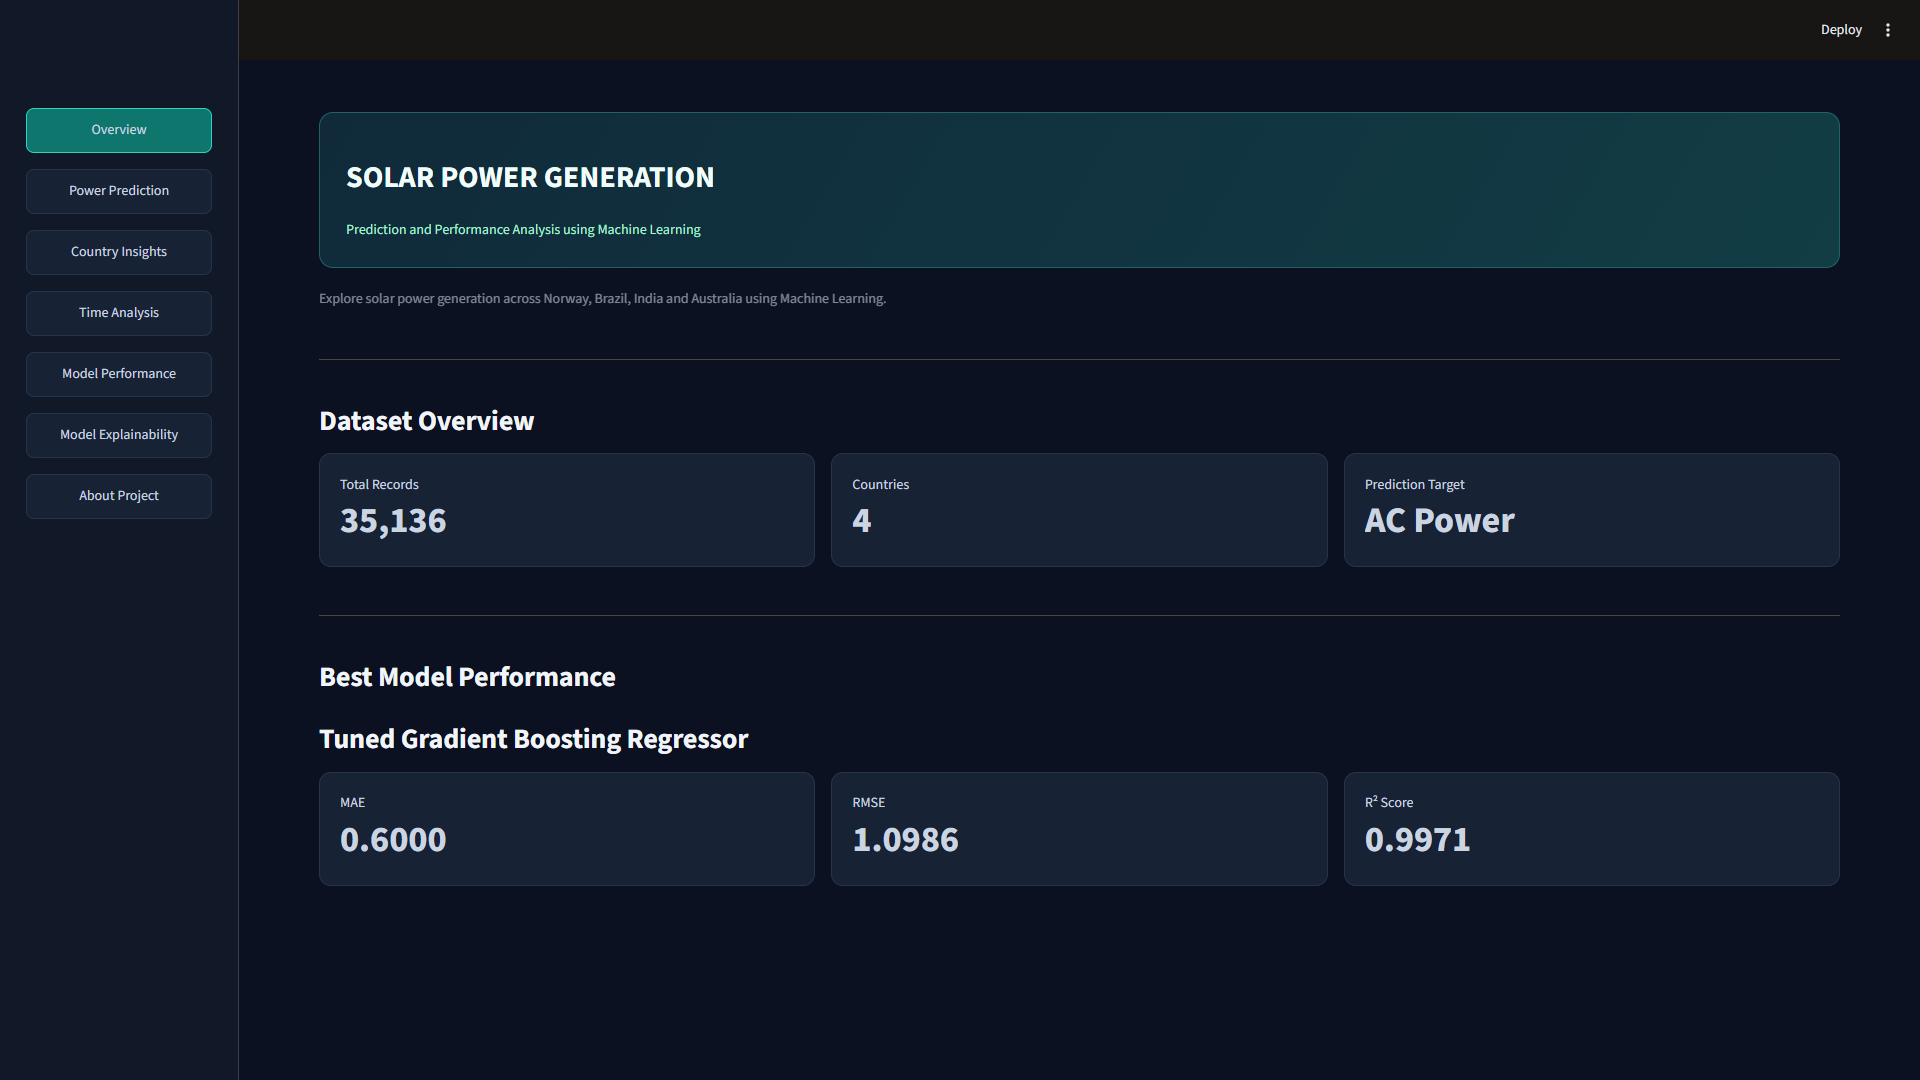 Deploy
Overview
Power Prediction
Country Insights
Time Analysis
Model Performance
Model Explainability
About Project
SOLAR POWER GENERATION
Prediction and Performance Analysis using Machine Learning
Explore solar power generation across Norway, Brazil, India and Australia using Machine Learning.
Dataset Overview
Total Records
35,136
Countries
4
Prediction Target
AC Power
Best Model Performance
Tuned Gradient Boosting Regressor
MAE
0.6000
RMSE
1.0986
R² Score
0.9971